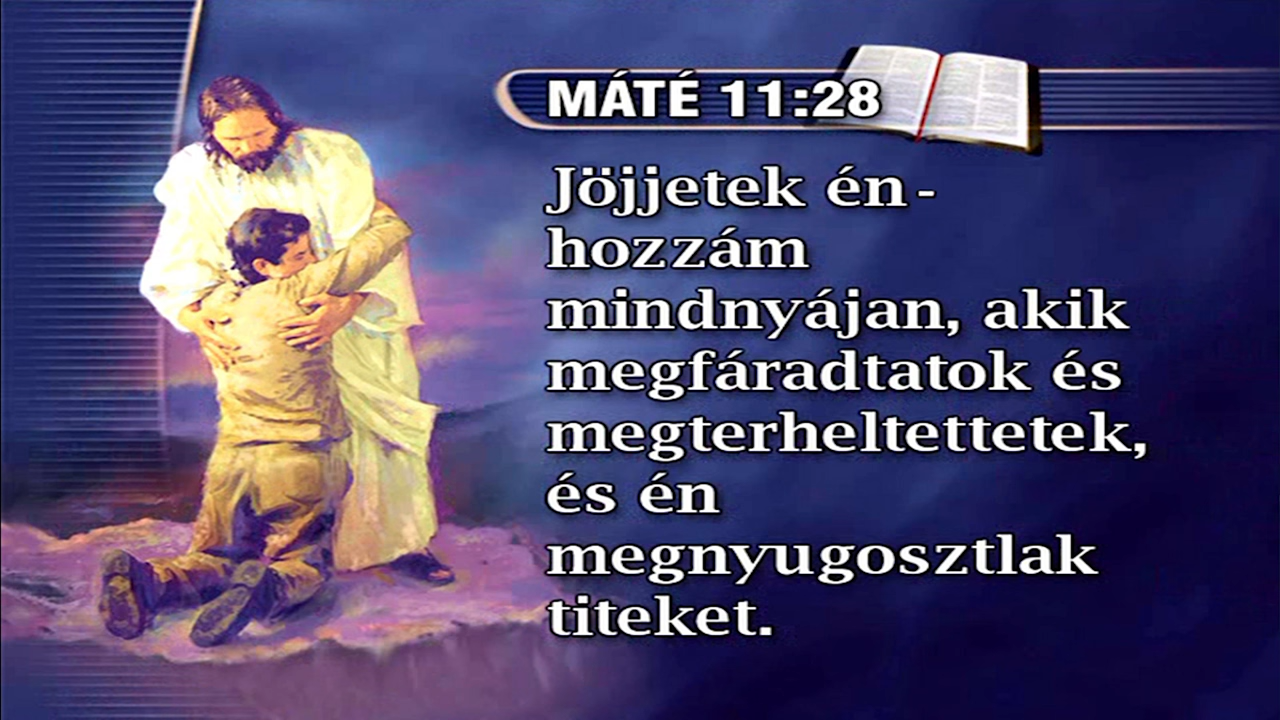 MÁTÉ 11:28
Jöjjetek én-
hozzám
mindnyájan, akik
megfáradtatok és
megterheltettetek,
és én
megnyugosztlak
titeket.